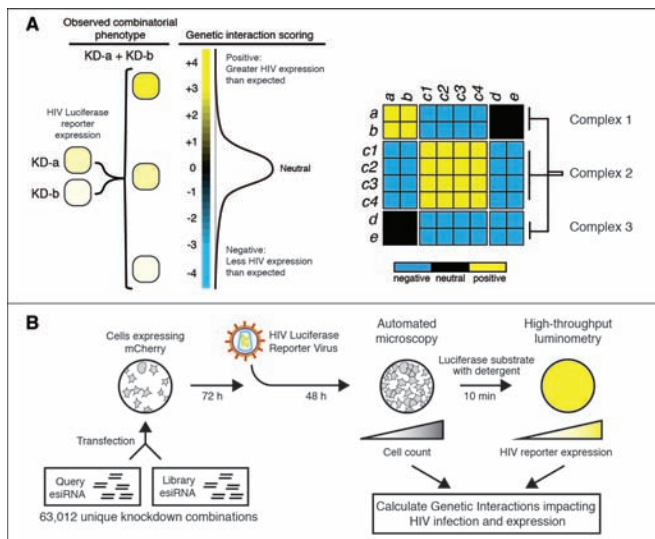 A
Observed combinatorial
phenotype
KD-a + KD-b
HIV Luciferase
reporter
expression
KD-a
KD-b
Genetic interaction scoring
+4
+3
+2
+1
0
-1
-2
-3
-4
Positive:
Greater HIV expression
than expected
Neutral
Negative:
Less HIV expression
than expected
a b c1 c2 c3 c4 d e
a
b
c1
c2
c3
c4
d
e
Complex 1
Complex 2
Complex 3
negative neutral positive
B
Cells expressing
mCherry
72 h
HIV Luciferase
Reporter Virus
48 h
Automated
microscopy
Luciferase substrate
with detergent
10 min
High-throughput
luminometry
Transfection
Query
esiRNA
Library
esiRNA
63,012 unique knockdown combinations
Cell count
HIV reporter expression
Calculate Genetic Interactions impacting
HIV infection and expression